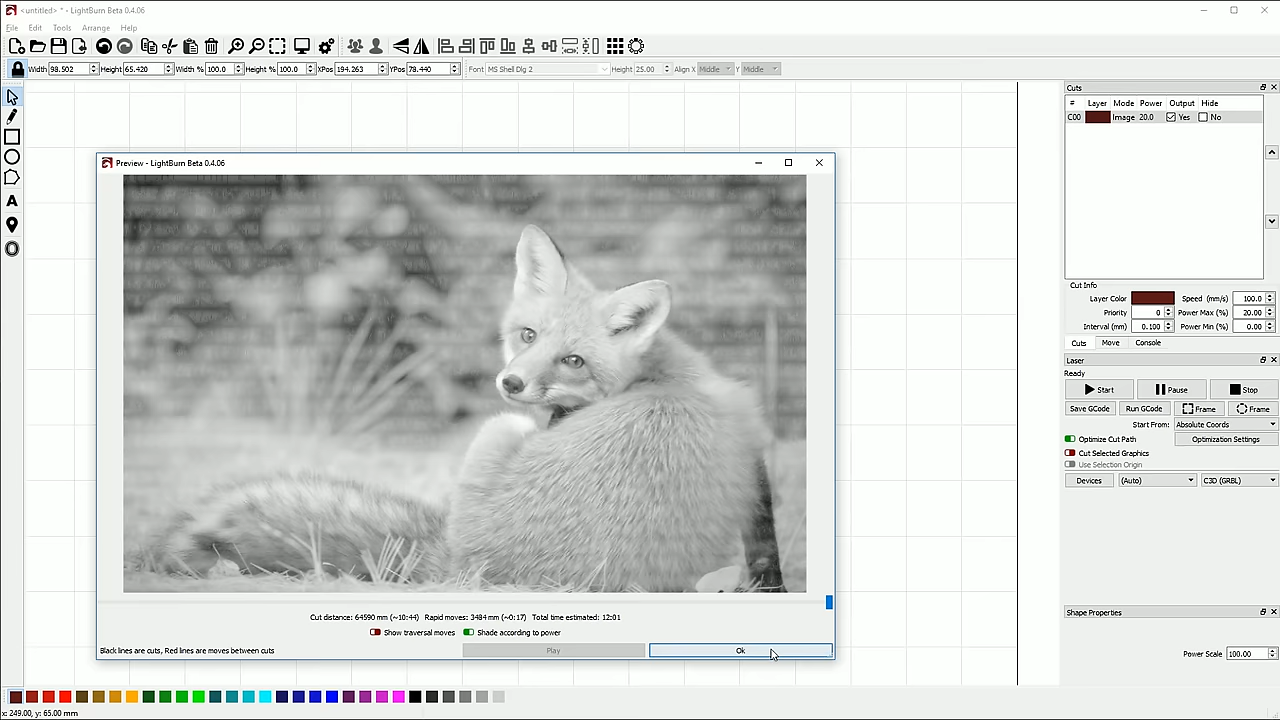 <untitled> * - LightBurn Beta 0.4.06
File Edit Tools Arrange Help
Width 98.502 Height 65.420 Width % 100.0 Height % 100.0 XPos 194.263 YPos 78.440 Font MS Shell Dlg 2 Height 25.00 Align X Middle Y Middle
Cuts
# Layer Mode Power Output Hide
C00 Image 20.0 Yes No
Preview - LightBurn Beta 0.4.06
Cut Info
Layer Color Speed (mm/s) 100.0
Priority 0 Power Max (%) 20.00
Interval (mm) 0.100 Power Min (%) 0.00
Cuts Move Console
Laser
Ready
Start Pause Stop
Save GCode Run GCode Frame Frame
Start From: Absolute Coords
Optimize Cut Path Optimization Settings
Cut Selected Graphics
Use Selection Origin
Devices (Auto) C3D (GRBL)
Shape Properties
Power Scale 100.00
Cut distance: 64590 mm (~10:44) Rapid moves: 3484 mm (~0:17) Total time estimated: 12:01
Show traversal moves Shade according to power
Black lines are cuts, Red lines are moves between cuts Play Ok
x: 249.00, y: 65.00 mm